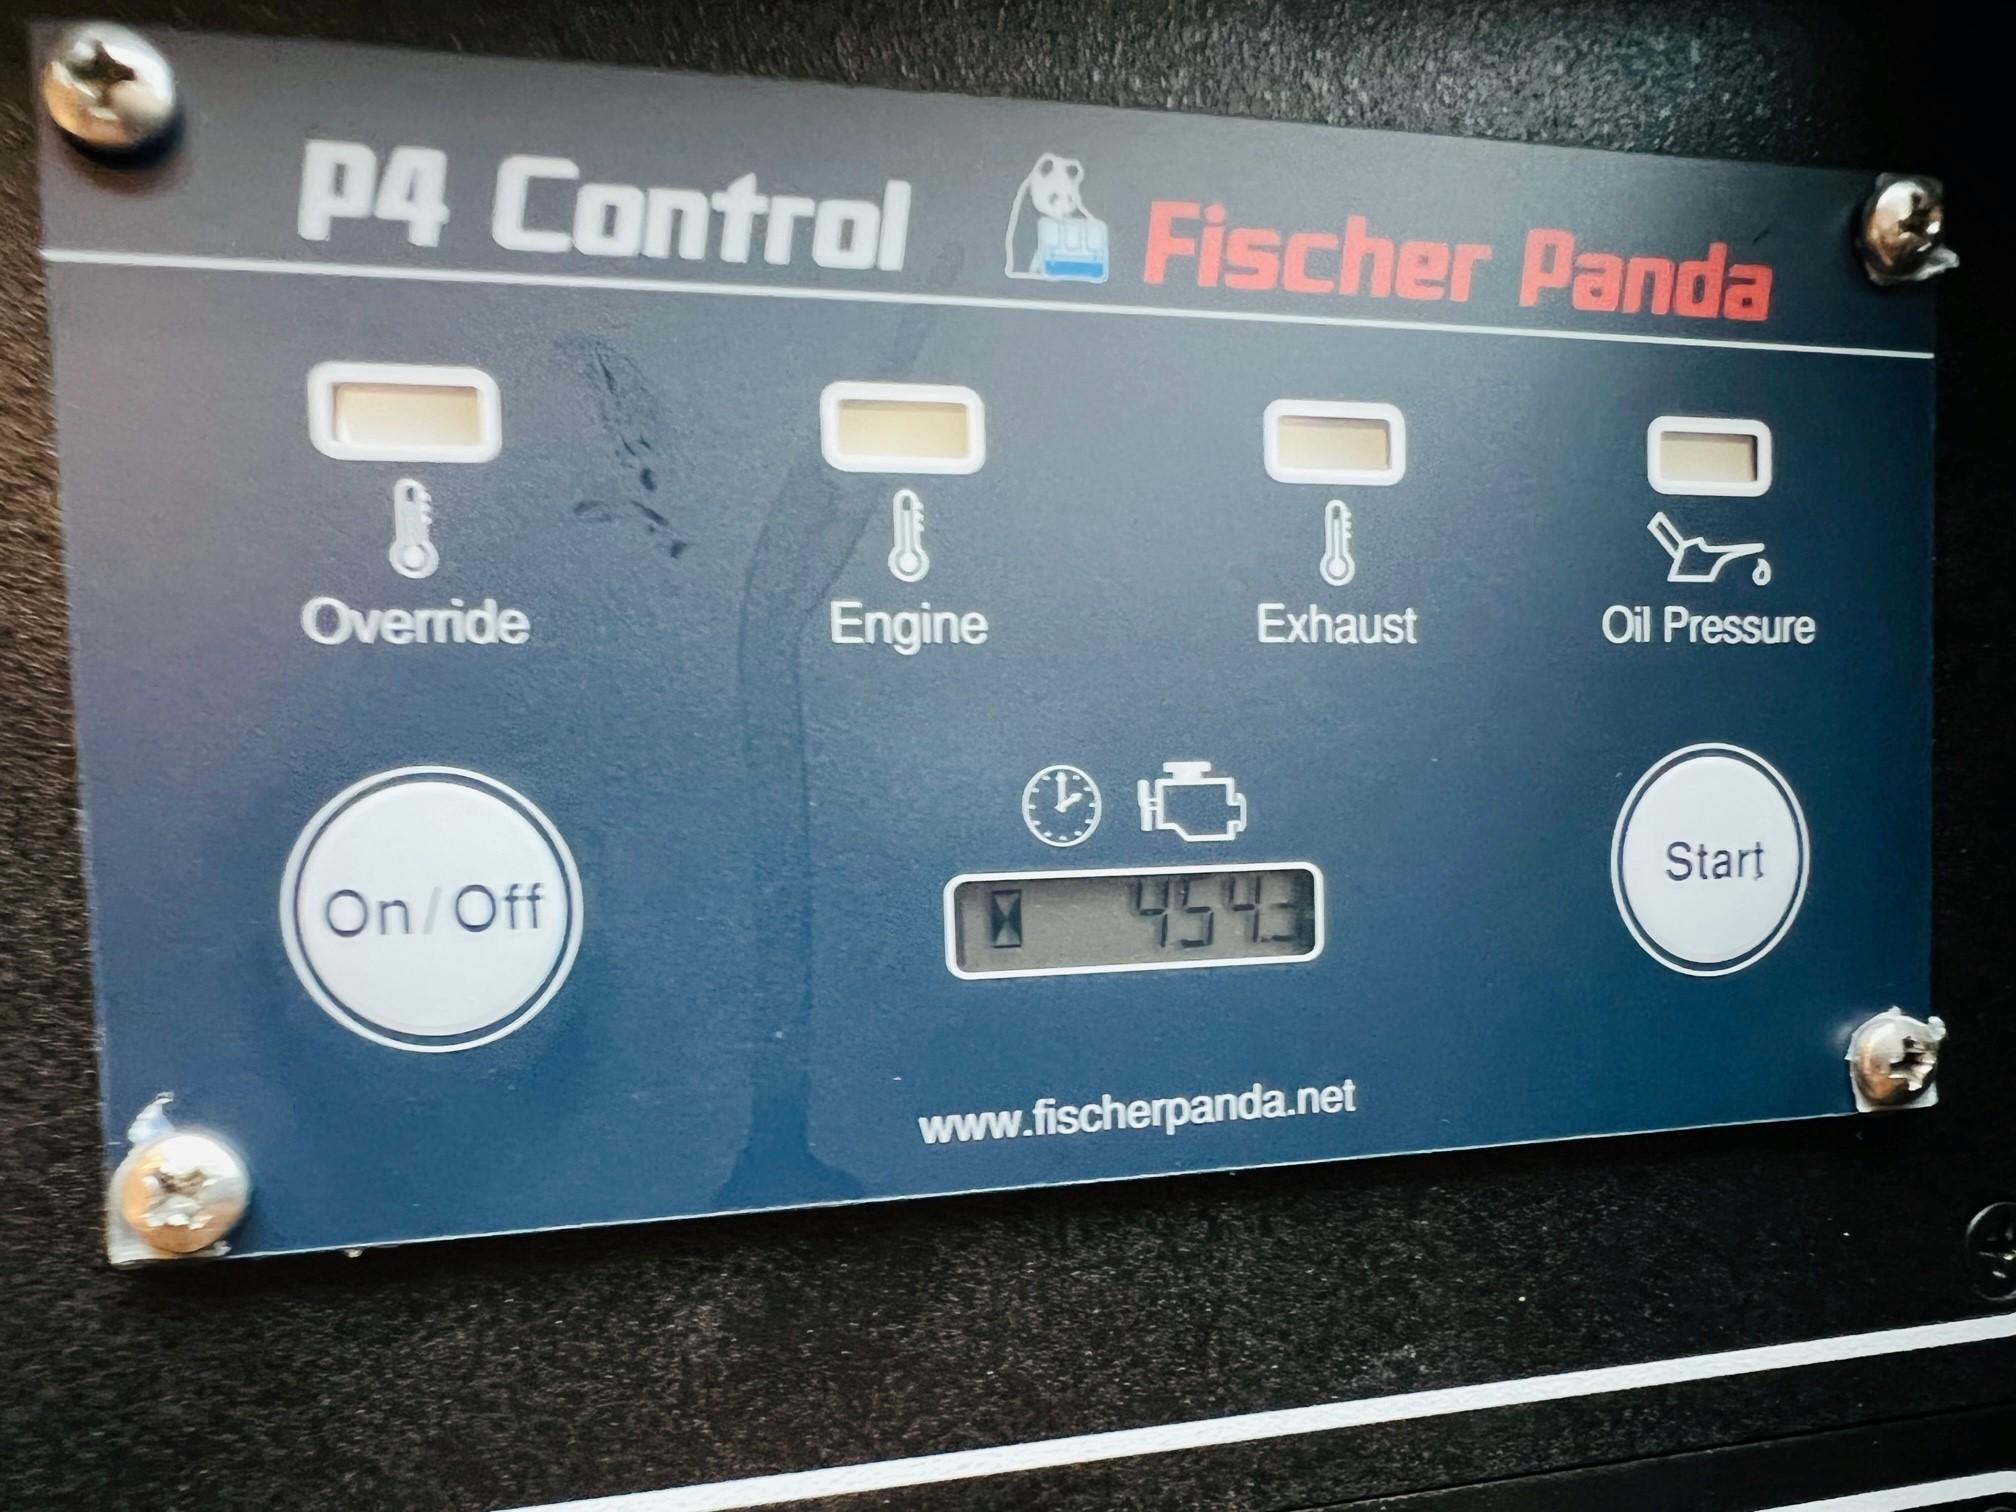 P4 Control Fischer Panda
Override Engine Exhaust Oil Pressure
On/Off
454.3
Start
www.fischerpanda.net